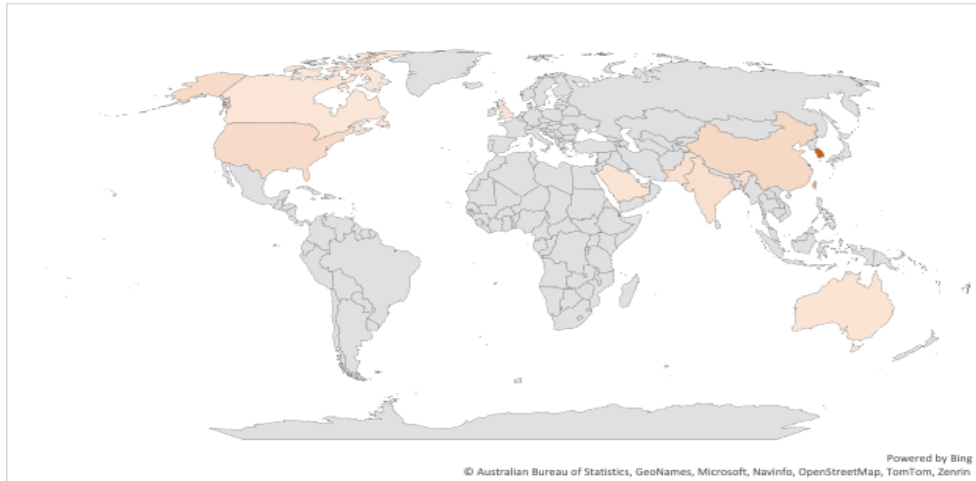 Powered by Bing
© Australian Bureau of Statistics, GeoNames, Microsoft, Navinfo, OpenStreetMap, TomTom, Zenrin